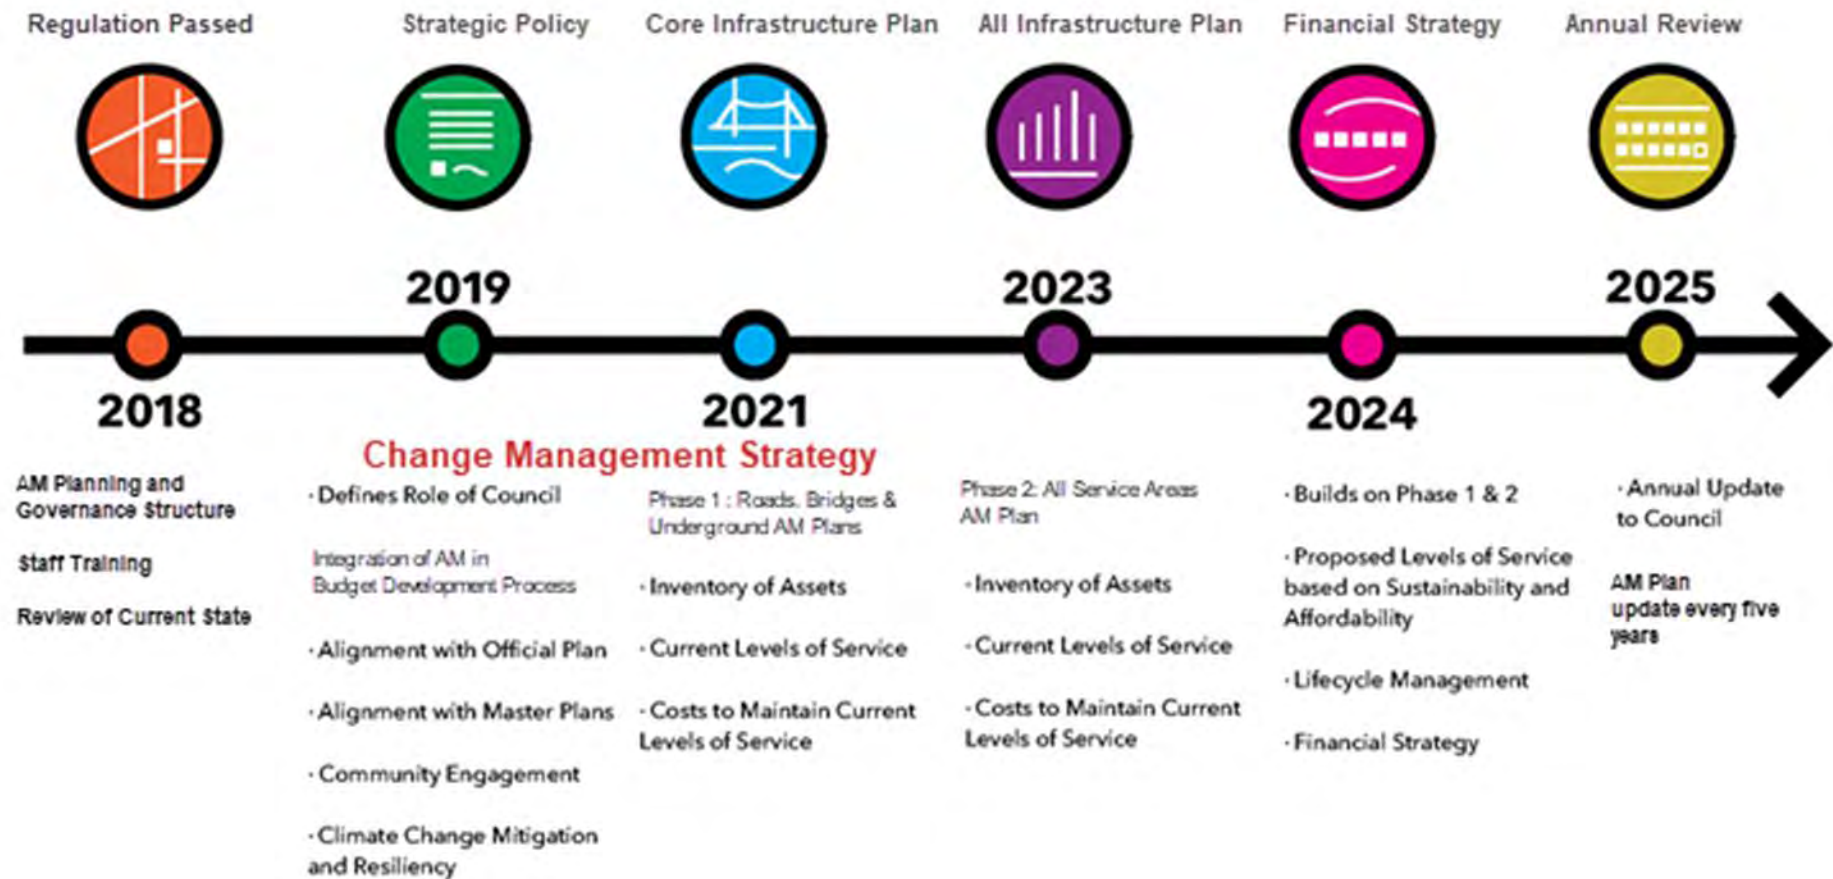 Regulation Passed
Strategic Policy
Core Infrastructure Plan
All Infrastructure Plan
Financial Strategy
Annual Review
2018
2019
2021
2023
2024
2025
Change Management Strategy
AM Planning and
Governance Structure
Staff Training
Review of Current State
· Defines Role of Council
Integration of AM in
Budget Development Process
· Alignment with Official Plan
· Alignment with Master Plans
· Community Engagement
· Climate Change Mitigation
and Resiliency
Phase 1 : Roads, Bridges &
Underground AM Plans
· Inventory of Assets
· Current Levels of Service
· Costs to Maintain Current
Levels of Service
Phase 2: All Service Areas
AM Plan
· Inventory of Assets
· Current Levels of Service
· Costs to Maintain Current
Levels of Service
· Builds on Phase 1 & 2
· Proposed Levels of Service
based on Sustainability and
Affordability
· Lifecycle Management
· Financial Strategy
· Annual Update
to Council
AM Plan
update every five
years